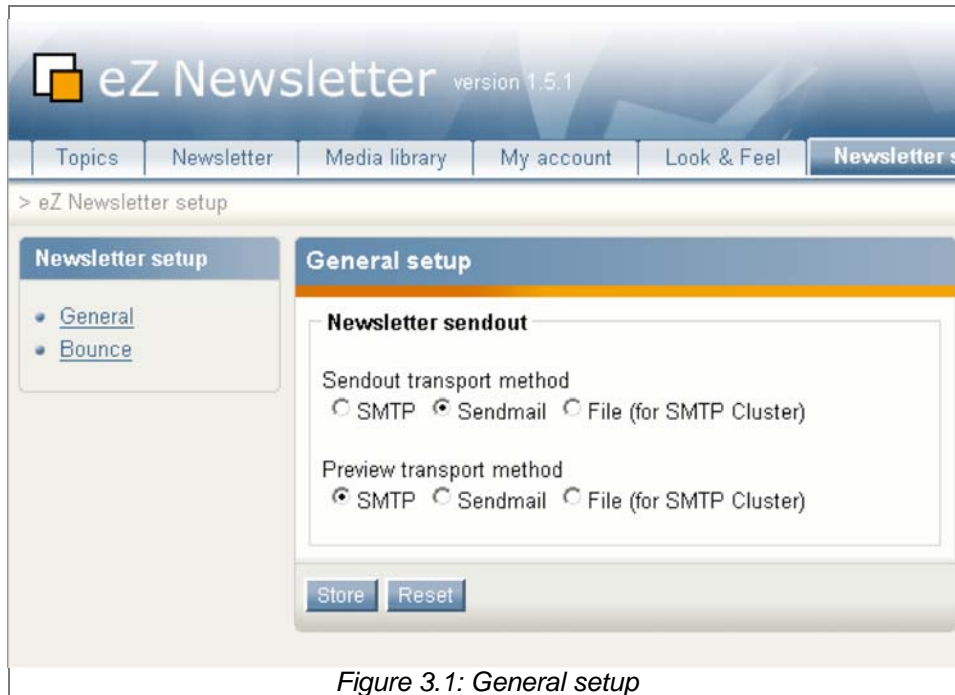 eZ Newsletter version 1.5.1
Topics Newsletter Media library My account Look & Feel Newsletter
> eZ Newsletter setup
Newsletter setup
General
Bounce
General setup
Newsletter sendout
Sendout transport method
SMTP Sendmail File (for SMTP Cluster)
Preview transport method
SMTP Sendmail File (for SMTP Cluster)
Store Reset
Figure 3.1: General setup